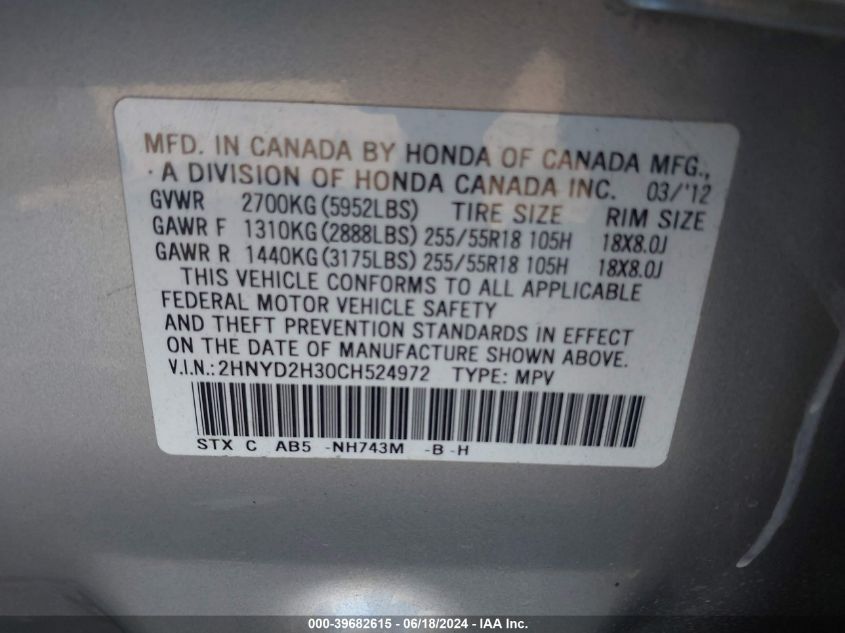 MFD. IN CANADA BY HONDA OF CANADA MFG.,
A DIVISION OF HONDA CANADA INC. 03/'12
GVWR 2700KG (5952LBS) TIRE SIZE RIM SIZE
GAWR F 1310KG (2888LBS) 255/55R18 105H 18X8.0J
GAWR R 1440KG (3175LBS) 255/55R18 105H 18X8.0J
THIS VEHICLE CONFORMS TO ALL APPLICABLE
FEDERAL MOTOR VEHICLE SAFETY
AND THEFT PREVENTION STANDARDS IN EFFECT
ON THE DATE OF MANUFACTURE SHOWN ABOVE.
V.I.N.: 2HNYD2H30CH524972 TYPE: MPV
STX C AB5 -NH743M -B -H
000-39682615 - 06/18/2024 - IAA Inc.